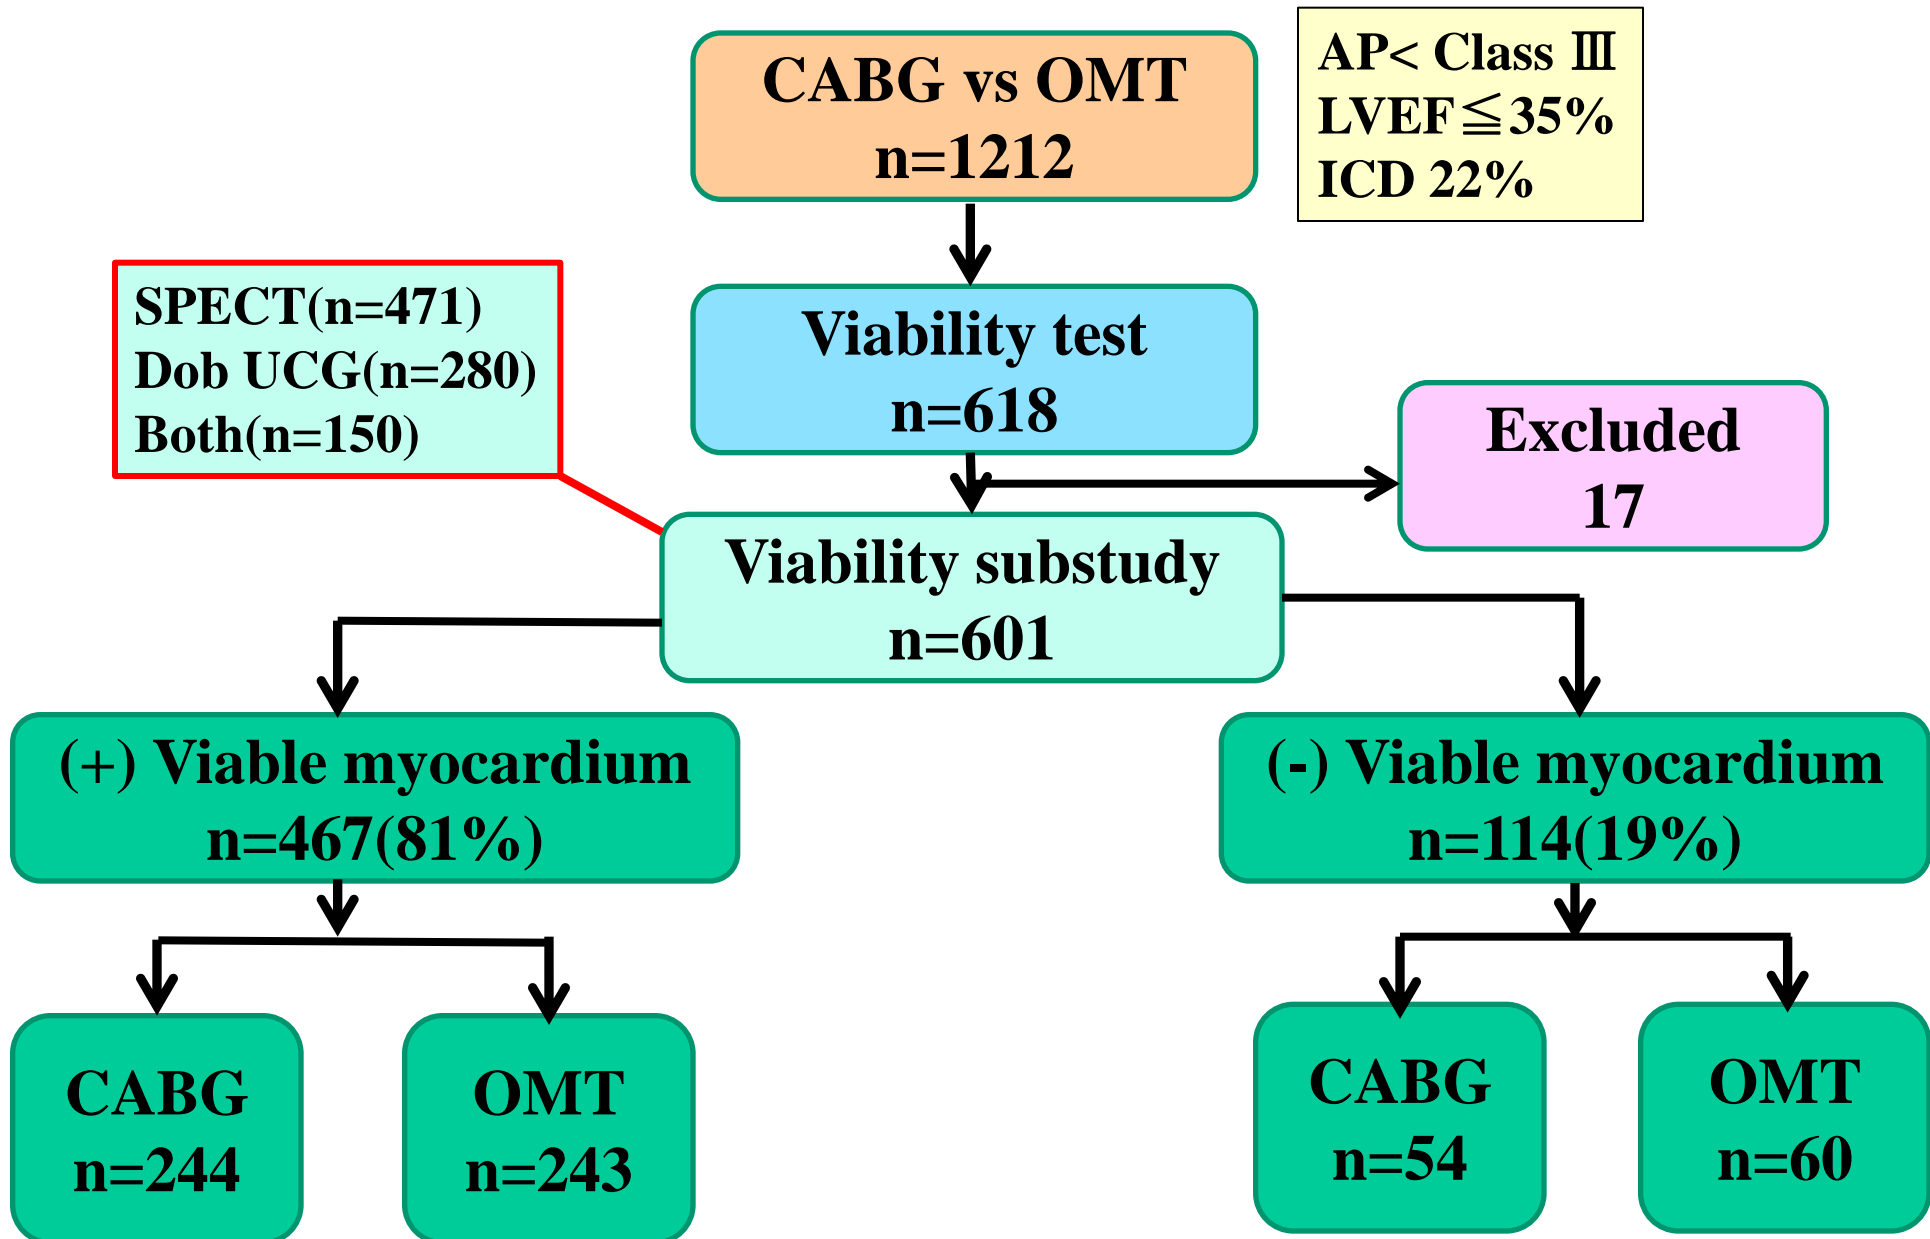 CABG vs OMT
n=1212
AP< Class Ⅲ
LVEF≦35%
ICD 22%
SPECT(n=471)
Dob UCG(n=280)
Both(n=150)
Viability test
n=618
Excluded
17
Viability substudy
n=601
(+) Viable myocardium
n=467(81%)
(-) Viable myocardium
n=114(19%)
CABG
n=244
OMT
n=243
CABG
n=54
OMT
n=60